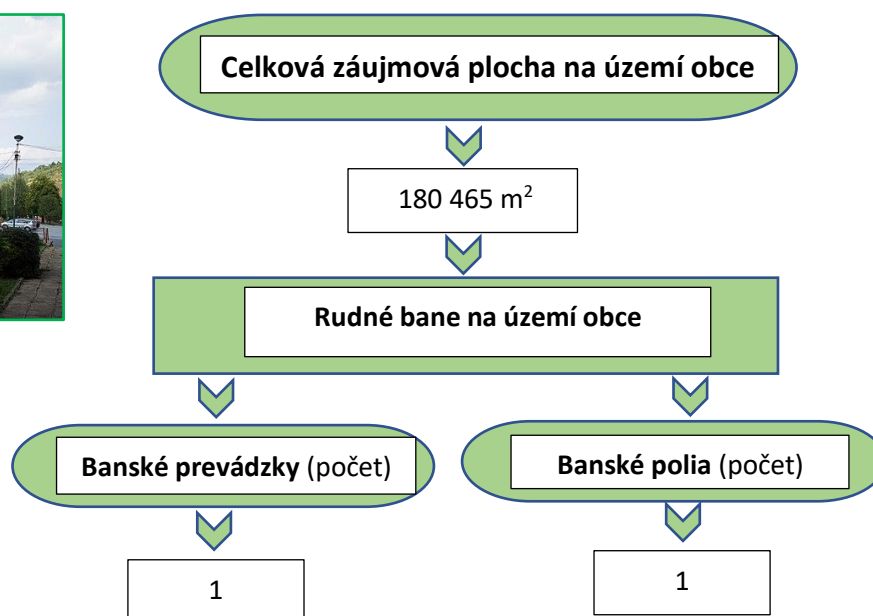 Celková záujmová plocha na území obce
180 465 m²
Rudné bane na území obce
Banské prevádzky (počet)
Banské polia (počet)
1
1